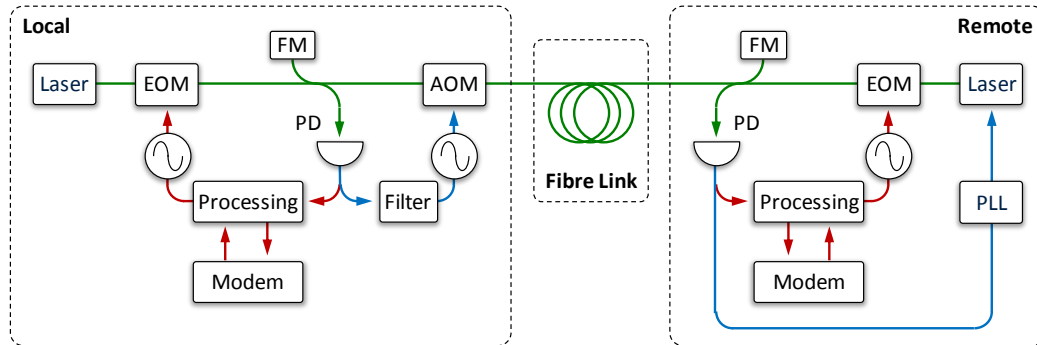 Local
Remote
FM
FM
Laser
EOM
AOM
EOM
Laser
PD
PD
Fibre Link
Processing
Filter
Processing
PLL
Modem
Modem